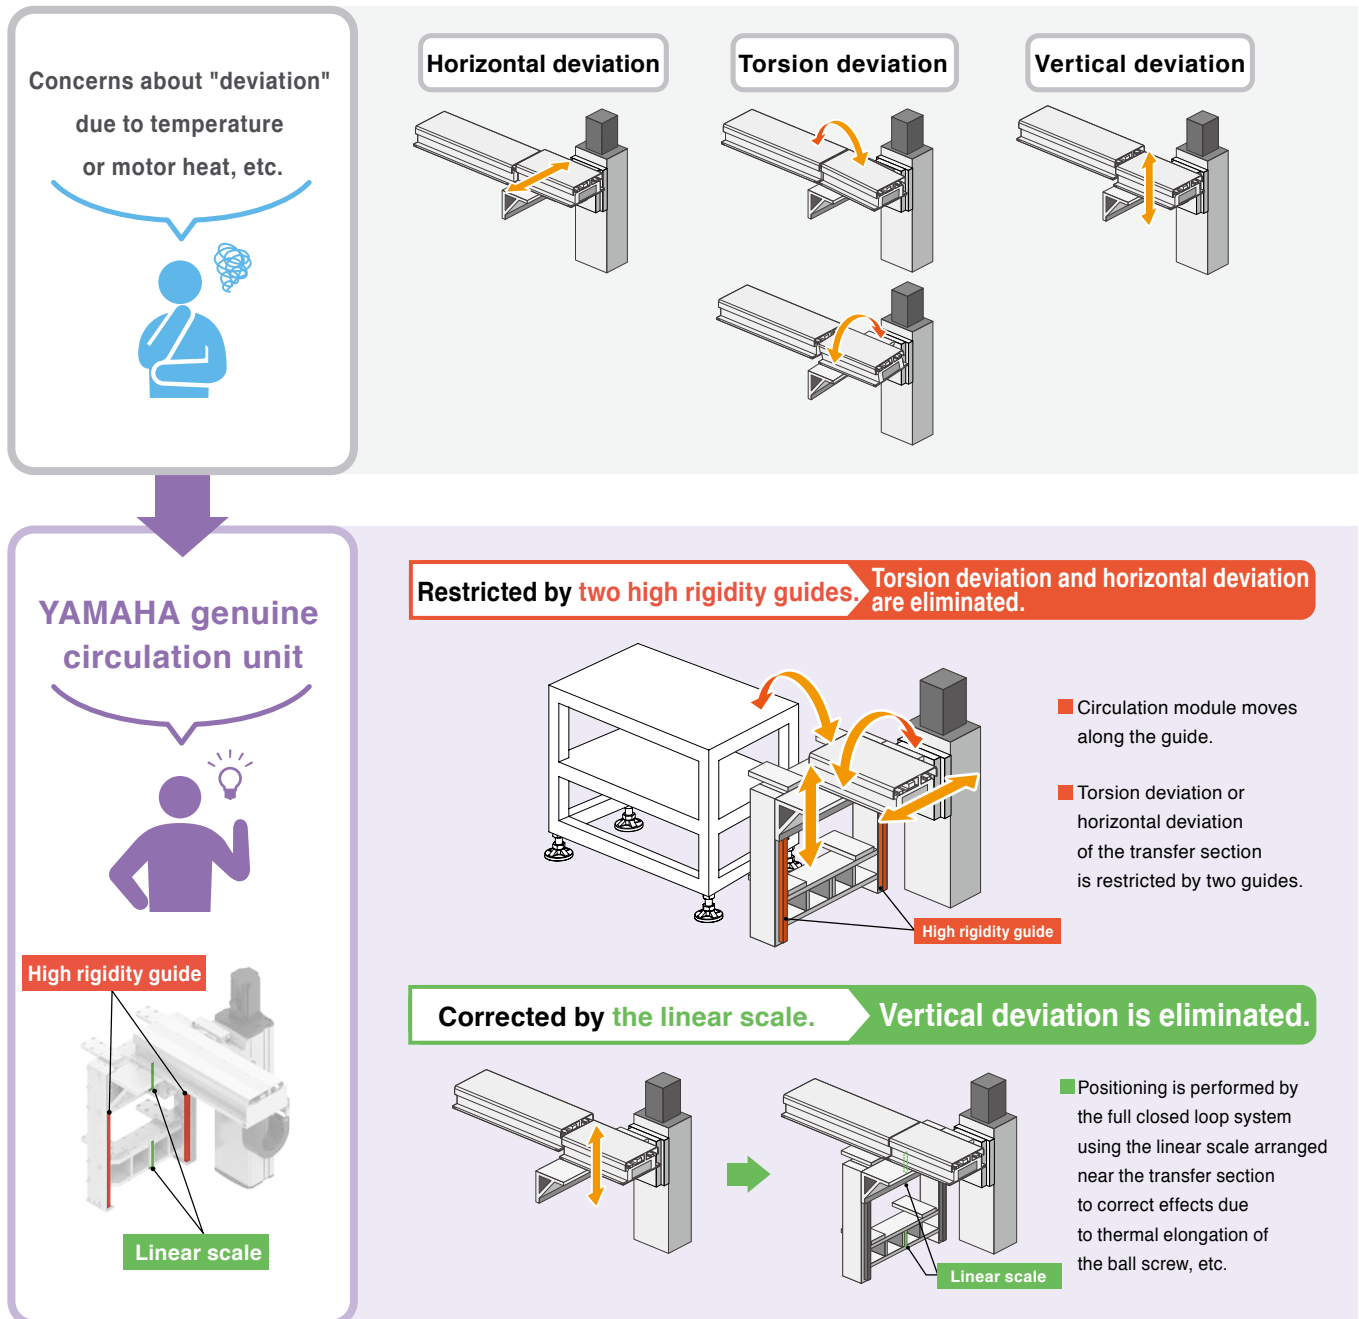 Concerns about "deviation"
due to temperature
or motor heat, etc.
Horizontal deviation
Torsion deviation
Vertical deviation
YAMAHA genuine
circulation unit
High rigidity guide
Linear scale
Restricted by two high rigidity guides.
Torsion deviation and horizontal deviation
are eliminated.
Circulation module moves
along the guide.
Torsion deviation or
horizontal deviation
of the transfer section
is restricted by two guides.
High rigidity guide
Corrected by the linear scale.
Vertical deviation is eliminated.
Positioning is performed by
the full closed loop system
using the linear scale arranged
near the transfer section
to correct effects due
to thermal elongation of
the ball screw, etc.
Linear scale